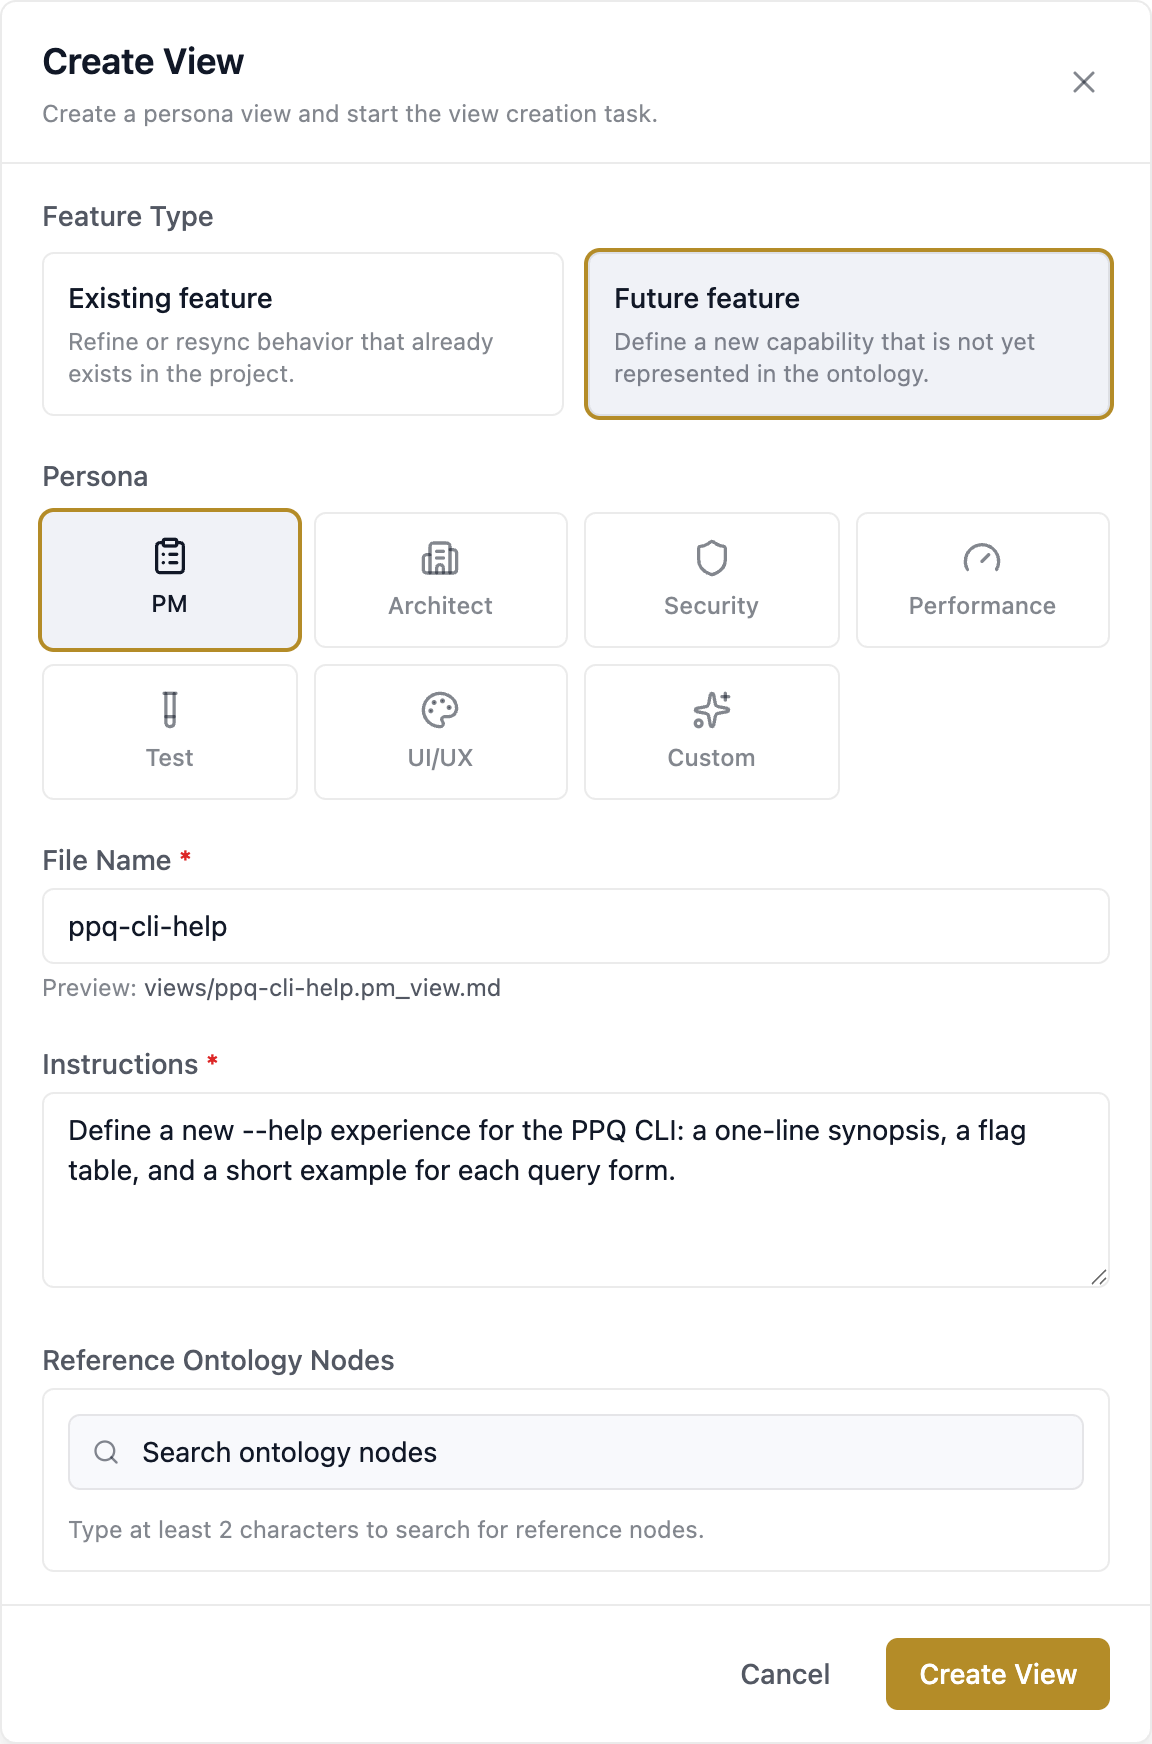 Create View
Create a persona view and start the view creation task.
Feature Type
Existing feature
Refine or resync behavior that already
exists in the project.
Future feature
Define a new capability that is not yet
represented in the ontology.
Persona
PM
Architect
Security
Performance
Test
UI/UX
Custom
File Name *
ppq-cli-help
Preview: views/ppq-cli-help.pm_view.md
Instructions *
Define a new --help experience for the PPQ CLI: a one-line synopsis, a flag
table, and a short example for each query form.
Reference Ontology Nodes
Search ontology nodes
Type at least 2 characters to search for reference nodes.
Cancel
Create View